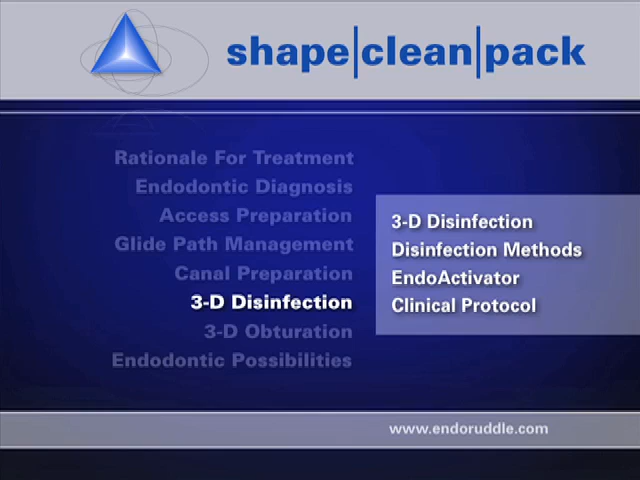 shape|clean|pack
Rationale For Treatment
Endodontic Diagnosis
Access Preparation
Glide Path Management
Canal Preparation
3-D Disinfection
3-D Obturation
Endodontic Possibilities
3-D Disinfection
Disinfection Methods
EndoActivator
Clinical Protocol
www.endoruddle.com